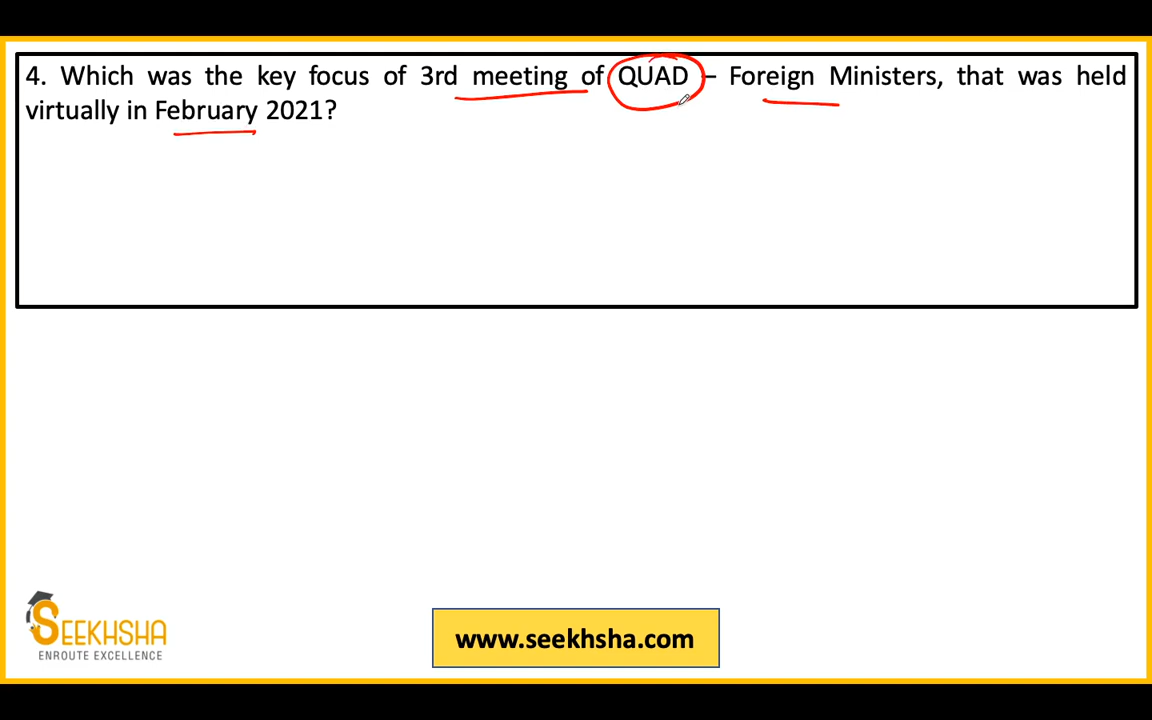 4. Which was the key focus of 3rd meeting of QUAD – Foreign Ministers, that was held
virtually in February 2021?
SEEKHSHA
ENROUTE EXCELLENCE
www.seekhsha.com